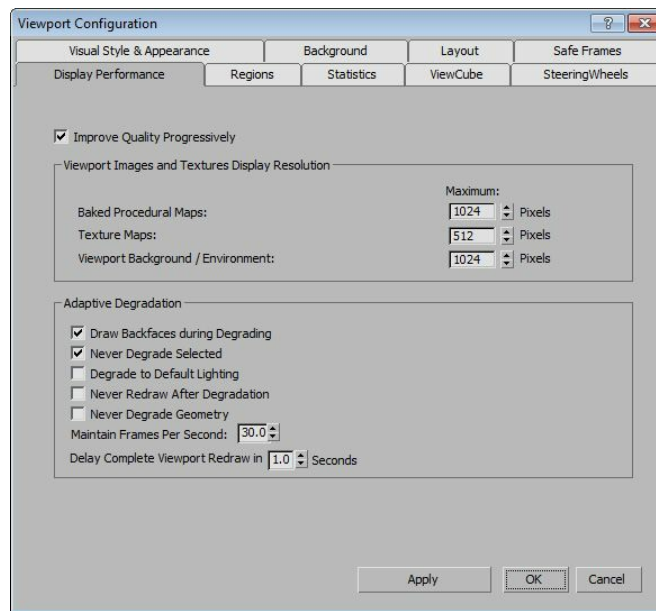 Viewport Configuration
Visual Style & Appearance Background Layout Safe Frames
Display Performance Regions Statistics ViewCube SteeringWheels
Improve Quality Progressively
Viewport Images and Textures Display Resolution
Maximum:
Baked Procedural Maps: 1024 Pixels
Texture Maps: 512 Pixels
Viewport Background / Environment: 1024 Pixels
Adaptive Degradation
Draw Backfaces during Degrading
Never Degrade Selected
Degrade to Default Lighting
Never Redraw After Degradation
Never Degrade Geometry
Maintain Frames Per Second: 30.0
Delay Complete Viewport Redraw in 1.0 Seconds
Apply OK Cancel